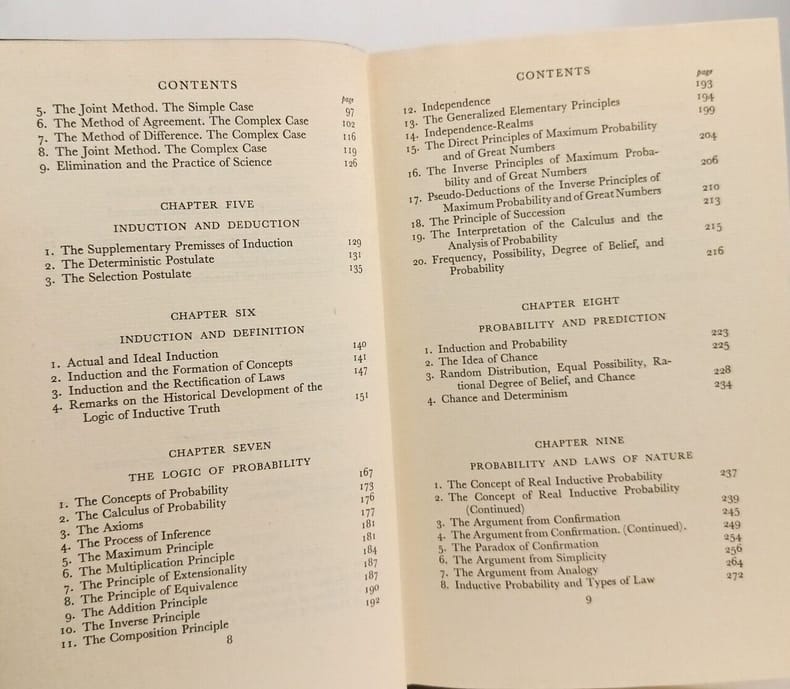 CONTENTS
page
5. The Joint Method. The Simple Case 97
6. The Method of Agreement. The Complex Case 102
7. The Method of Difference. The Complex Case 116
8. The Joint Method. The Complex Case 119
9. Elimination and the Practice of Science 126
CHAPTER FIVE
INDUCTION AND DEDUCTION
1. The Supplementary Premisses of Induction 129
2. The Deterministic Postulate 131
3. The Selection Postulate 135
CHAPTER SIX
INDUCTION AND DEFINITION
1. Actual and Ideal Induction 140
2. Induction and the Formation of Concepts 141
3. Induction and the Rectification of Laws 147
4. Remarks on the Historical Development of the
Logic of Inductive Truth 151
CHAPTER SEVEN
THE LOGIC OF PROBABILITY
1. The Concepts of Probability 167
2. The Calculus of Probability 173
3. The Axioms 176
4. The Process of Inference 177
5. The Maximum Principle 181
6. The Multiplication Principle 181
7. The Principle of Extensionality 184
8. The Principle of Equivalence 187
9. The Addition Principle 187
10. The Inverse Principle 190
11. The Composition Principle 192
8
CONTENTS
page
12. Independence 193
13. The Generalized Elementary Principles 194
14. Independence-Realms 199
15. The Direct Principles of Maximum Probability
and of Great Numbers 204
16. The Inverse Principles of Maximum Proba-
bility and of Great Numbers 206
17. Pseudo-Deductions of the Inverse Principles of
Maximum Probability and of Great Numbers 210
18. The Principle of Succession 213
19. The Interpretation of the Calculus and the
Analysis of Probability 215
20. Frequency, Possibility, Degree of Belief, and
Probability 216
CHAPTER EIGHT
PROBABILITY AND PREDICTION
1. Induction and Probability 223
2. The Idea of Chance 225
3. Random Distribution, Equal Possibility, Ra-
tional Degree of Belief, and Chance 228
4. Chance and Determinism 234
CHAPTER NINE
PROBABILITY AND LAWS OF NATURE
1. The Concept of Real Inductive Probability 237
2. The Concept of Real Inductive Probability
(Continued) 239
3. The Argument from Confirmation 245
4. The Argument from Confirmation. (Continued). 249
5. The Paradox of Confirmation 254
6. The Argument from Simplicity 256
7. The Argument from Analogy 264
8. Inductive Probability and Types of Law 272
9